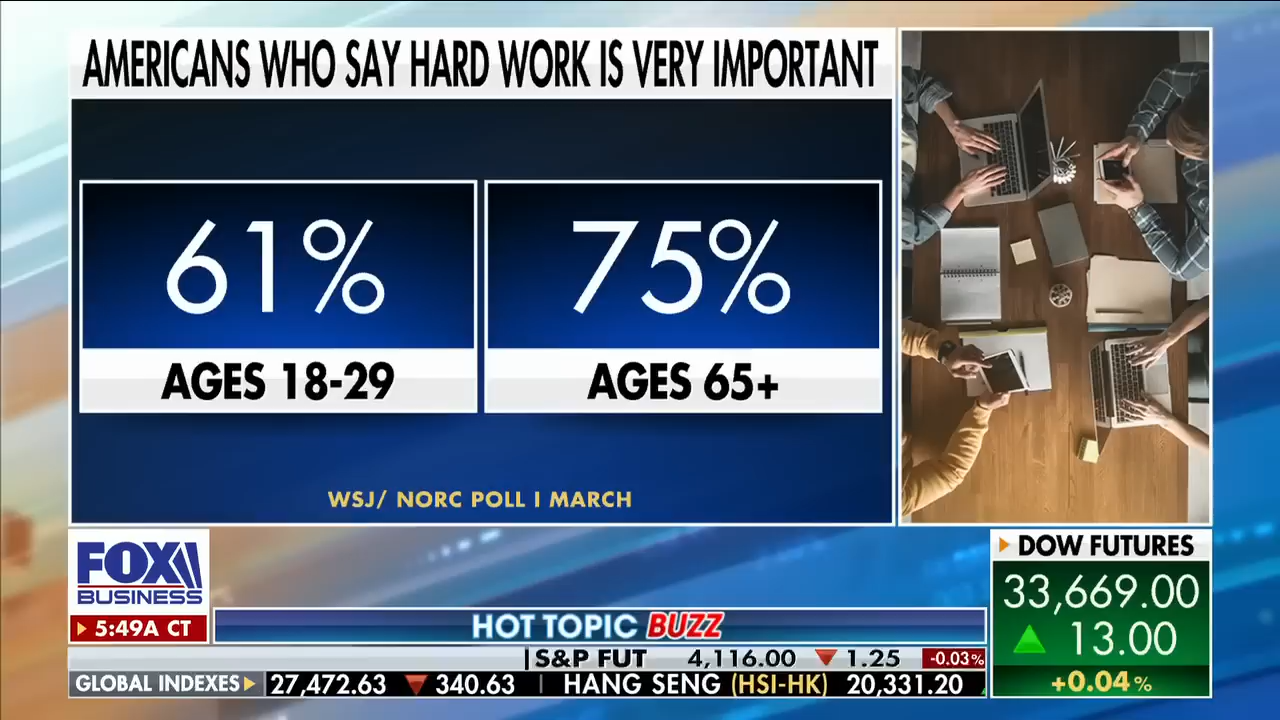 AMERICANS WHO SAY HARD WORK IS VERY IMPORTANT
61%
AGES 18-29
75%
AGES 65+
WSJ/ NORC POLL I MARCH
FOX
BUSINESS
5:49A CT
HOT TOPIC BUZZ
DOW FUTURES
33,669.00
13.00
+0.04%
S&P FUT 4,116.00 1.25 -0.03%
GLOBAL INDEXES 27,472.63 340.63 HANG SENG (HSI-HK) 20,331.20